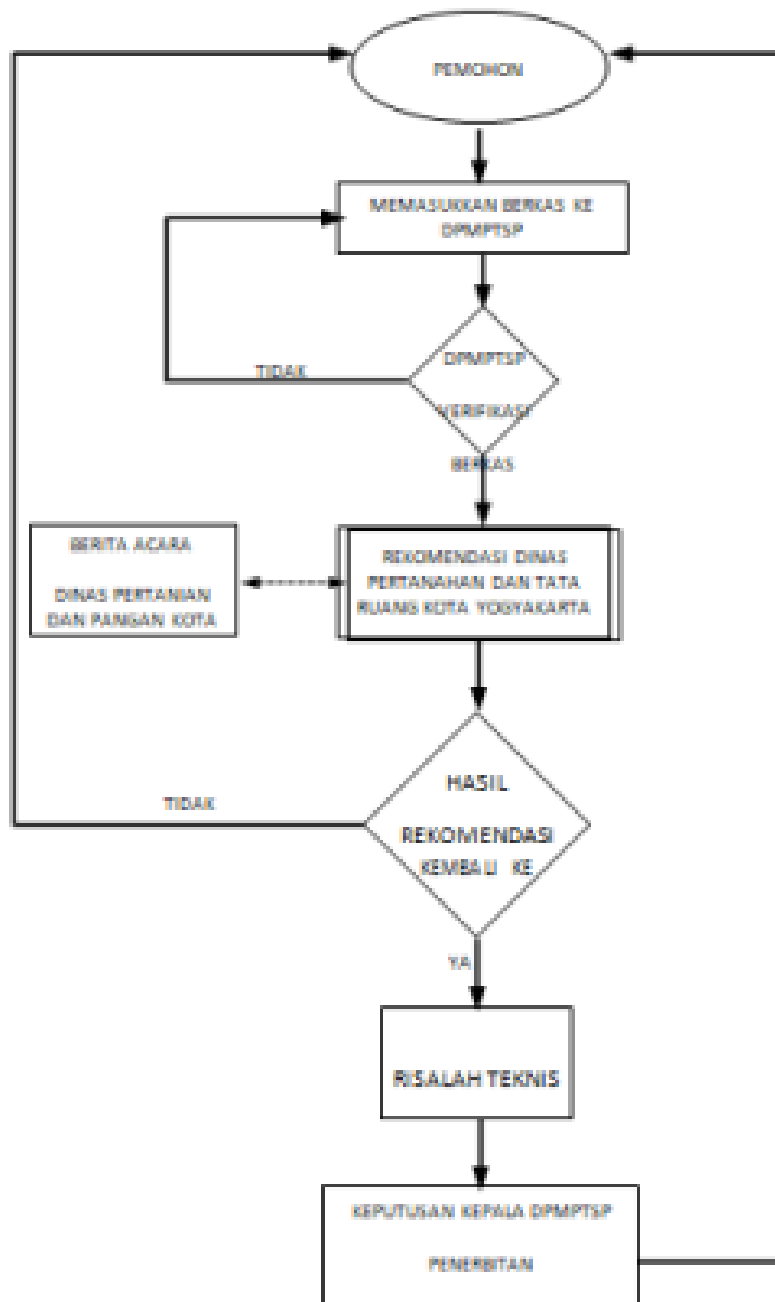 PEMOHON
MEMASUKKAN BERKAS KE
DPMPTSP
DPMPTSP
TIDAK
VERIFIKASI
BERKAS
BERITA ACARA
DINAS PERTANIAN
DAN PANGAN KOTA
REKOMENDASI DINAS
PERTANAHAN DAN TATA
RUANG KOTA YOGYAKARTA
HASIL
TIDAK
REKOMENDASI
KEMBALI KE
YA
RISALAH TEKNIS
KEPUTUSAN KEPALA DPMPTSP
PENERBITAN